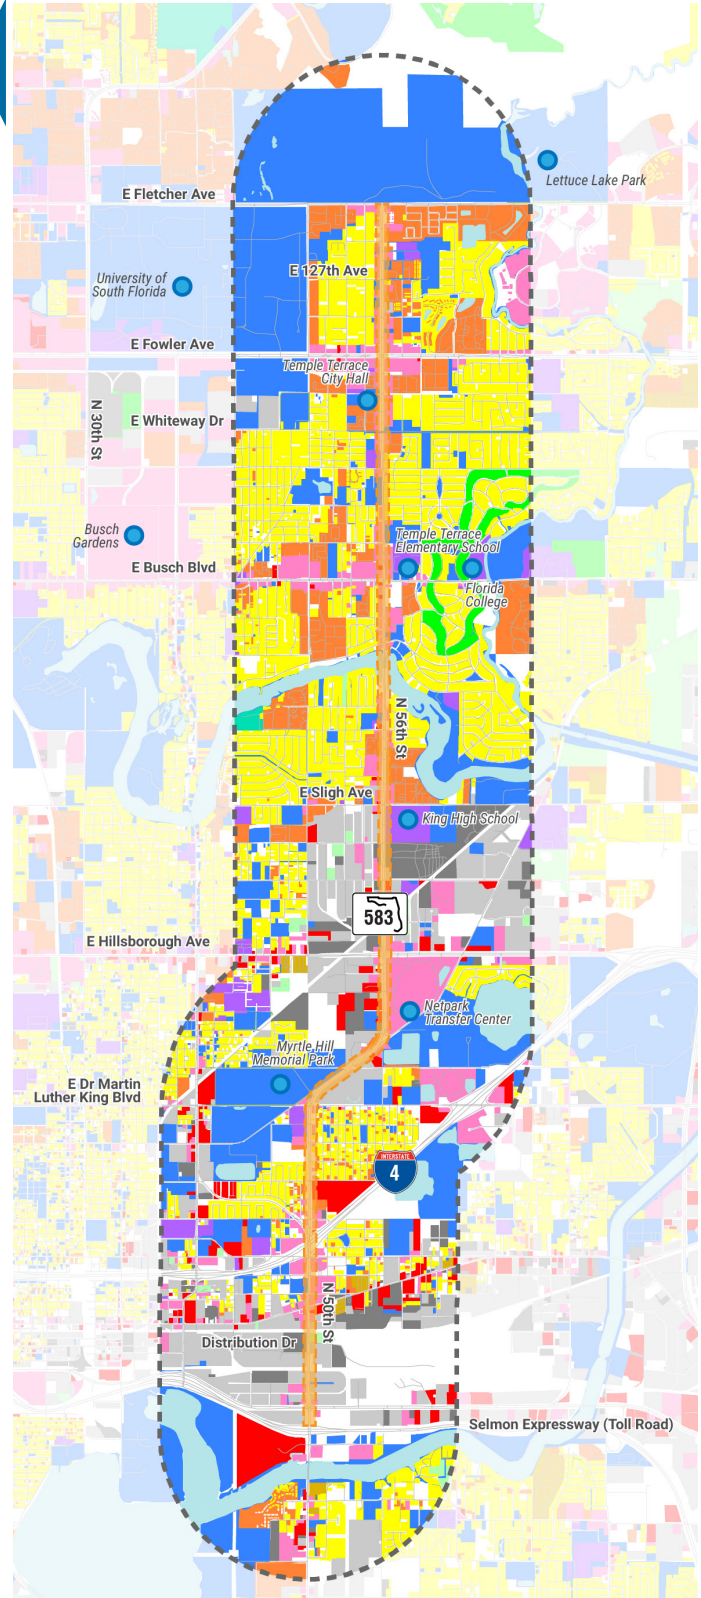 Lettuce Lake Park
E Fletcher Ave
E 127th Ave
University of
South Florida
E Fowler Ave
Temple Terrace
City Hall
N 30th St
E Whiteway Dr
Busch
Gardens
Temple Terrace
Elementary School
E Busch Blvd
Florida
College
N 56th St
E Sligh Ave
King High School
583
E Hillsborough Ave
Netpark
Transfer Center
Myrtle Hill
Memorial Park
E Dr Martin
Luther King Blvd
INTERSTATE
4
N 50th St
Distribution Dr
Selmon Expressway (Toll Road)